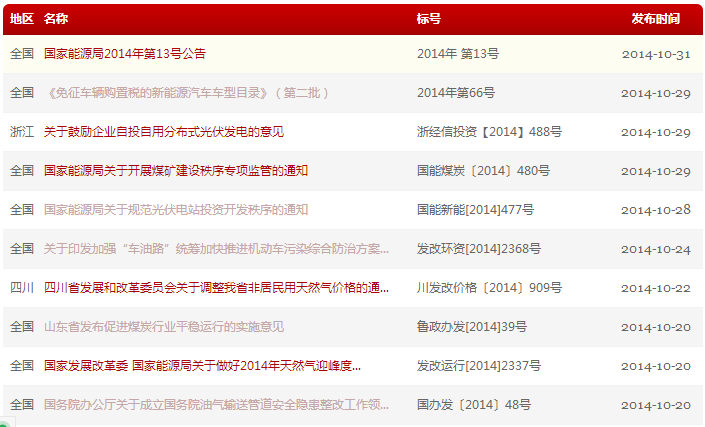 地区 名称 标号 发布时间
全国 国家能源局2014年第13号公告 2014年 第13号 2014-10-31
全国 《免征车辆购置税的新能源汽车车型目录》（第二批） 2014年第66号 2014-10-29
浙江 关于鼓励企业自投自用分布式光伏发电的意见 浙经信投资【2014】488号 2014-10-29
全国 国家能源局关于开展煤矿建设秩序专项监管的通知 国能煤炭〔2014〕480号 2014-10-29
全国 国家能源局关于规范光伏电站投资开发秩序的通知 国能新能[2014]477号 2014-10-28
全国 关于印发加强“车油路”统筹加快推进机动车污染综合防治方案... 发改环资[2014]2368号 2014-10-24
四川 四川省发展和改革委员会关于调整我省非居民用天然气价格的通... 川发改价格〔2014〕909号 2014-10-22
全国 山东省发布促进煤炭行业平稳运行的实施意见 鲁政办发[2014]39号 2014-10-20
全国 国家发展改革委 国家能源局关于做好2014年天然气迎峰度... 发改运行[2014]2337号 2014-10-20
全国 国务院办公厅关于成立国务院油气输送管道安全隐患整改工作领... 国办发〔2014〕48号 2014-10-20